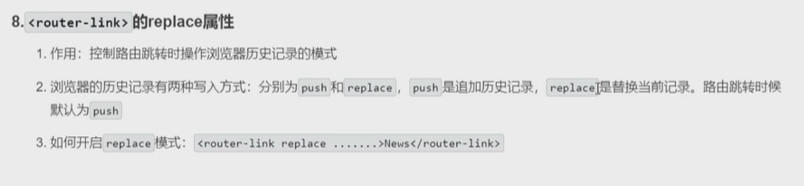 8.<router-link>的replace属性
1. 作用：控制路由跳转时操作浏览器历史记录的模式
2. 浏览器的历史记录有两种写入方式：分别为push和replace，push是追加历史记录，replace是替换当前记录。路由跳转时候
默认为push
3. 如何开启replace模式：<router-link replace .......>News</router-link>